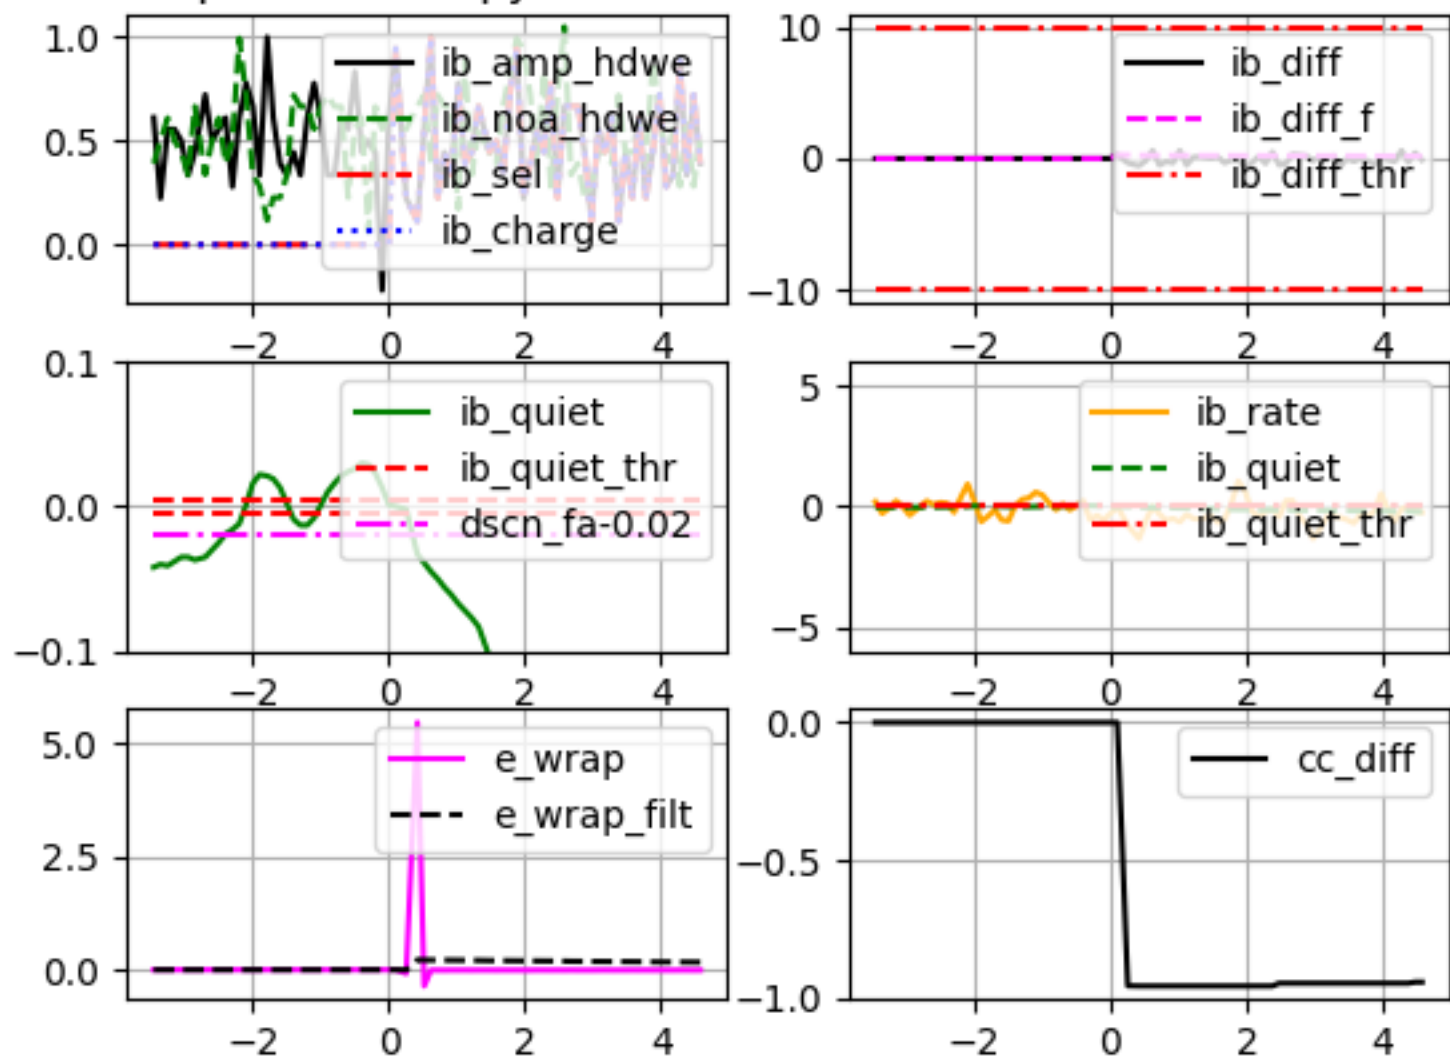 1.0
0.5
0.0
ib_amp_hdwe
ib_noa_hdwe
ib_sel
ib_charge
−2 0 2 4
10
0
−10
ib_diff
ib_diff_f
ib_diff_thr
−2 0 2 4
0.1
0.0
−0.1
ib_quiet
ib_quiet_thr
dscn_fa-0.02
−2 0 2 4
5
0
−5
ib_rate
ib_quiet
ib_quiet_thr
−2 0 2 4
5.0
2.5
0.0
e_wrap
e_wrap_filt
−2 0 2 4
0.0
−0.5
−1.0
cc_diff
−2 0 2 4